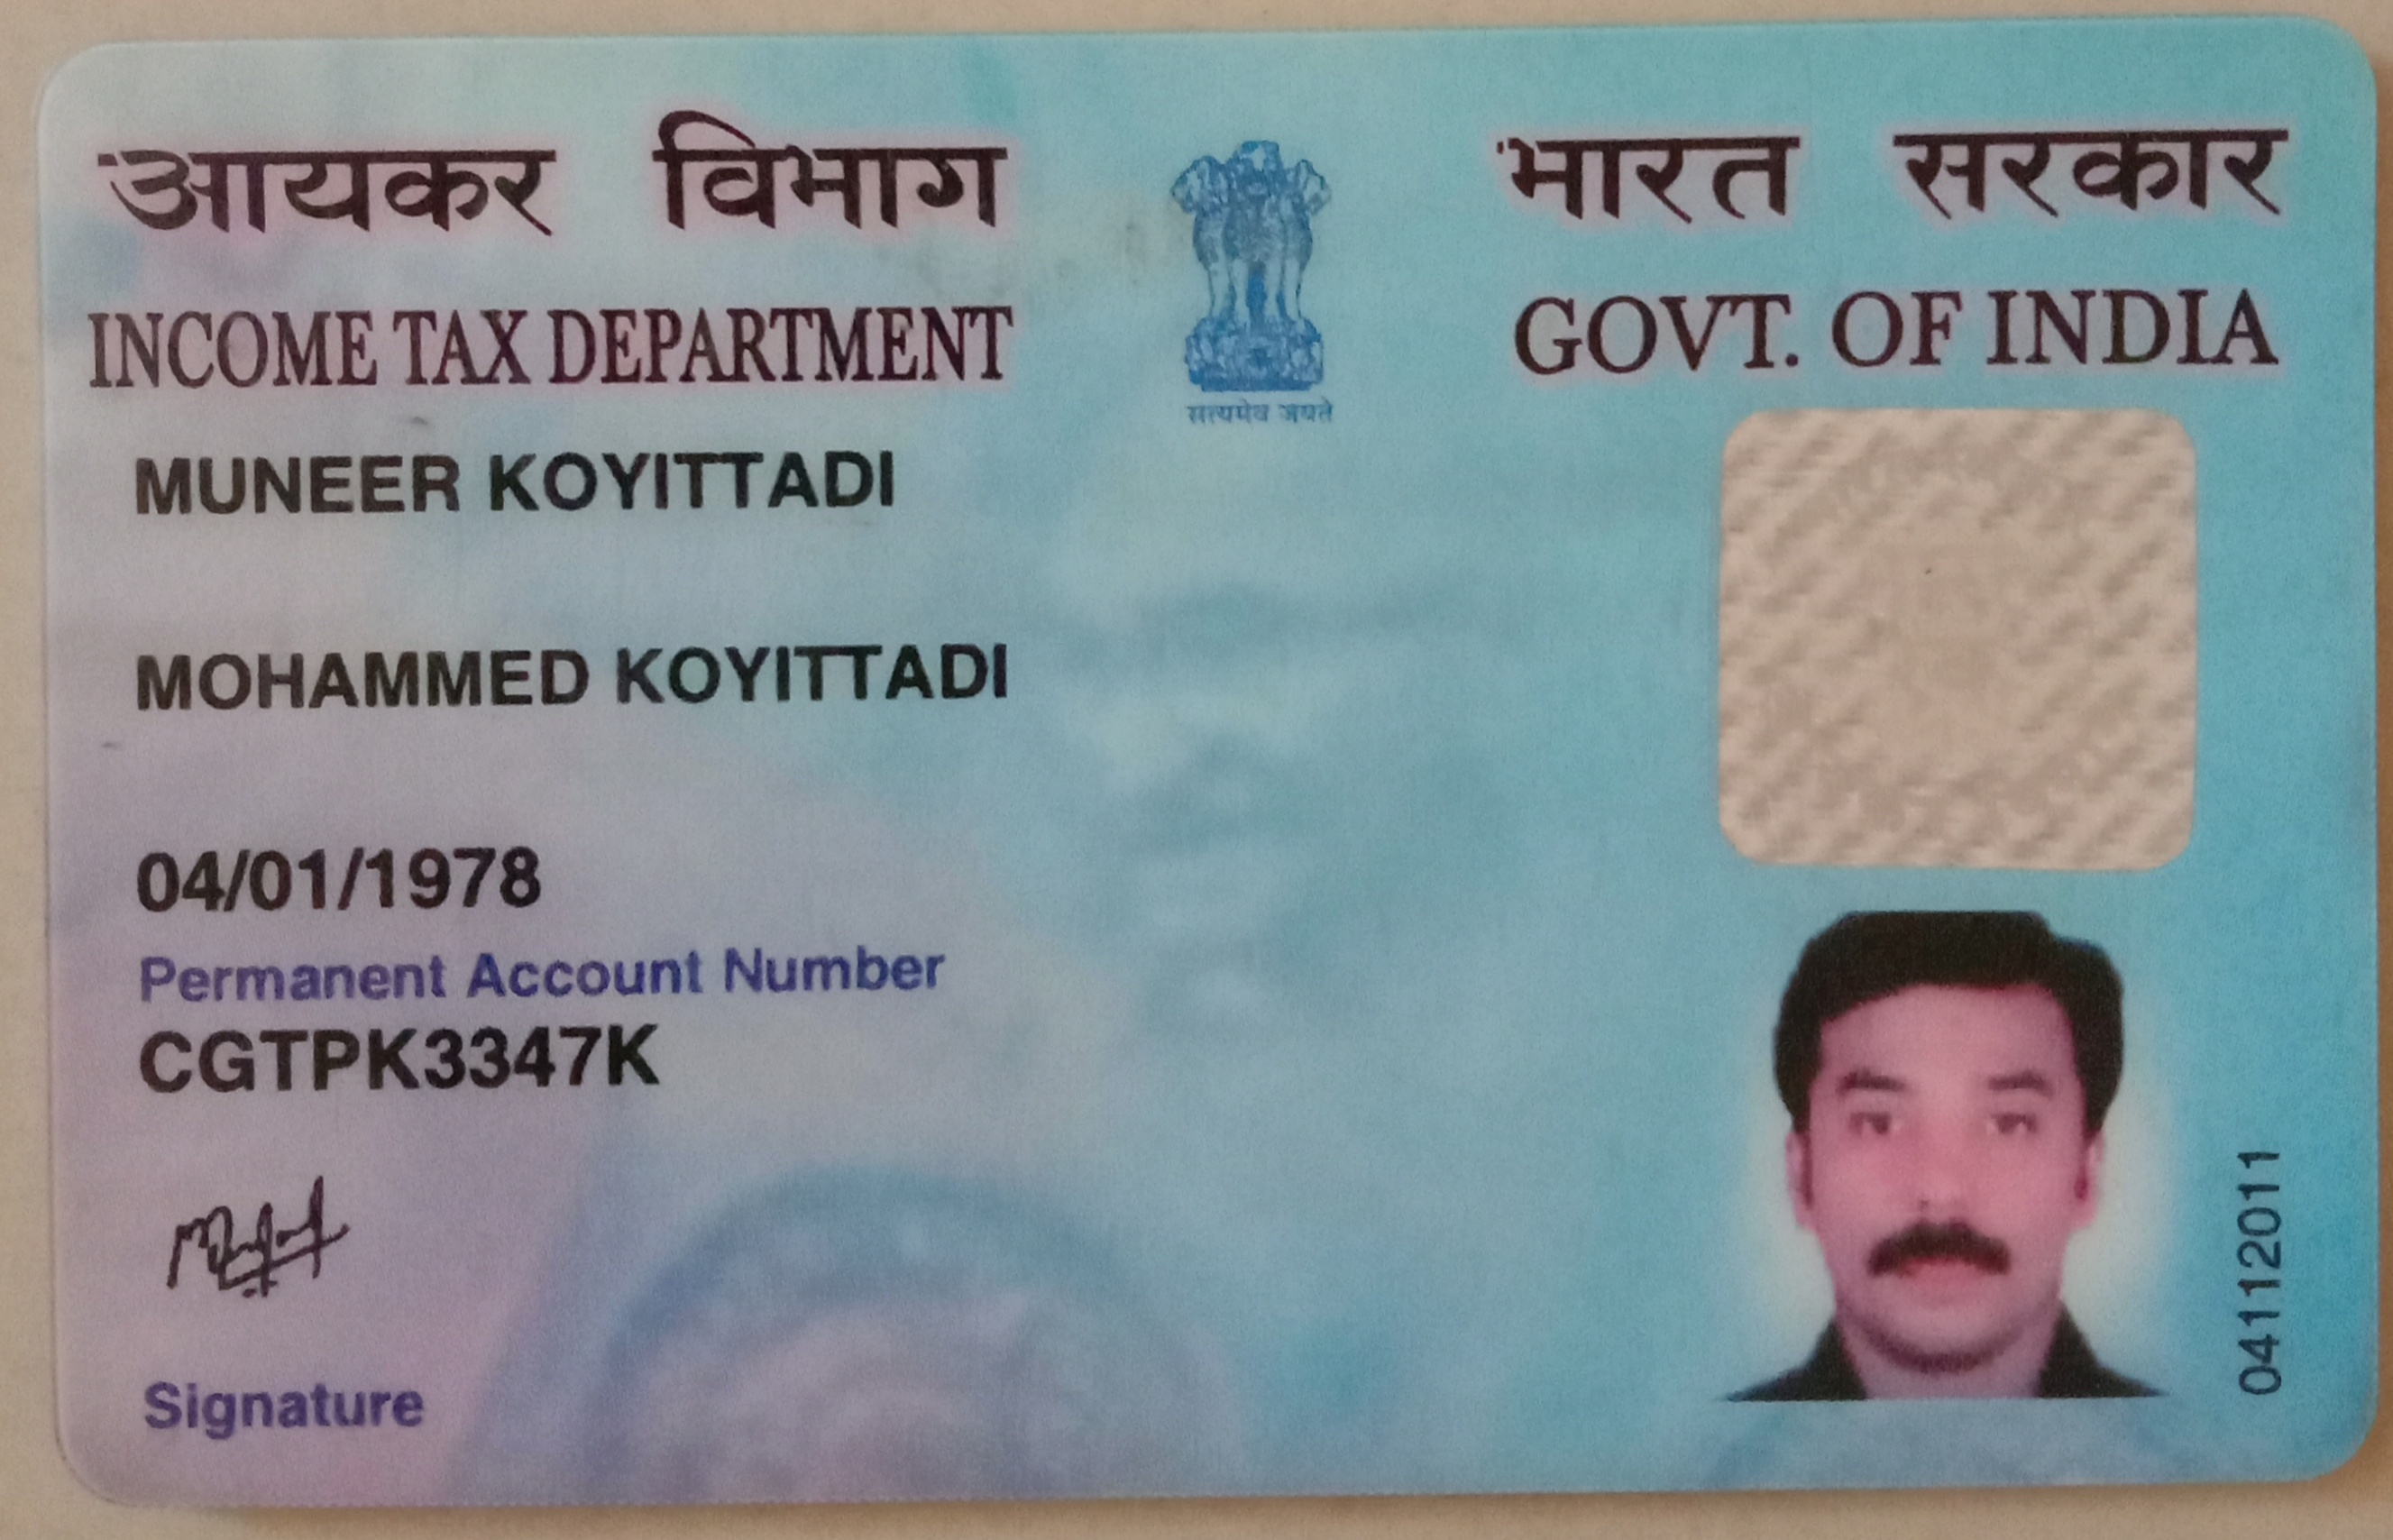 आयकर विभाग
INCOME TAX DEPARTMENT
सत्यमेव जयते
भारत सरकार
GOVT. OF INDIA
MUNEER KOYITTADI
MOHAMMED KOYITTADI
04/01/1978
Permanent Account Number
CGTPK3347K
Signature
04112011